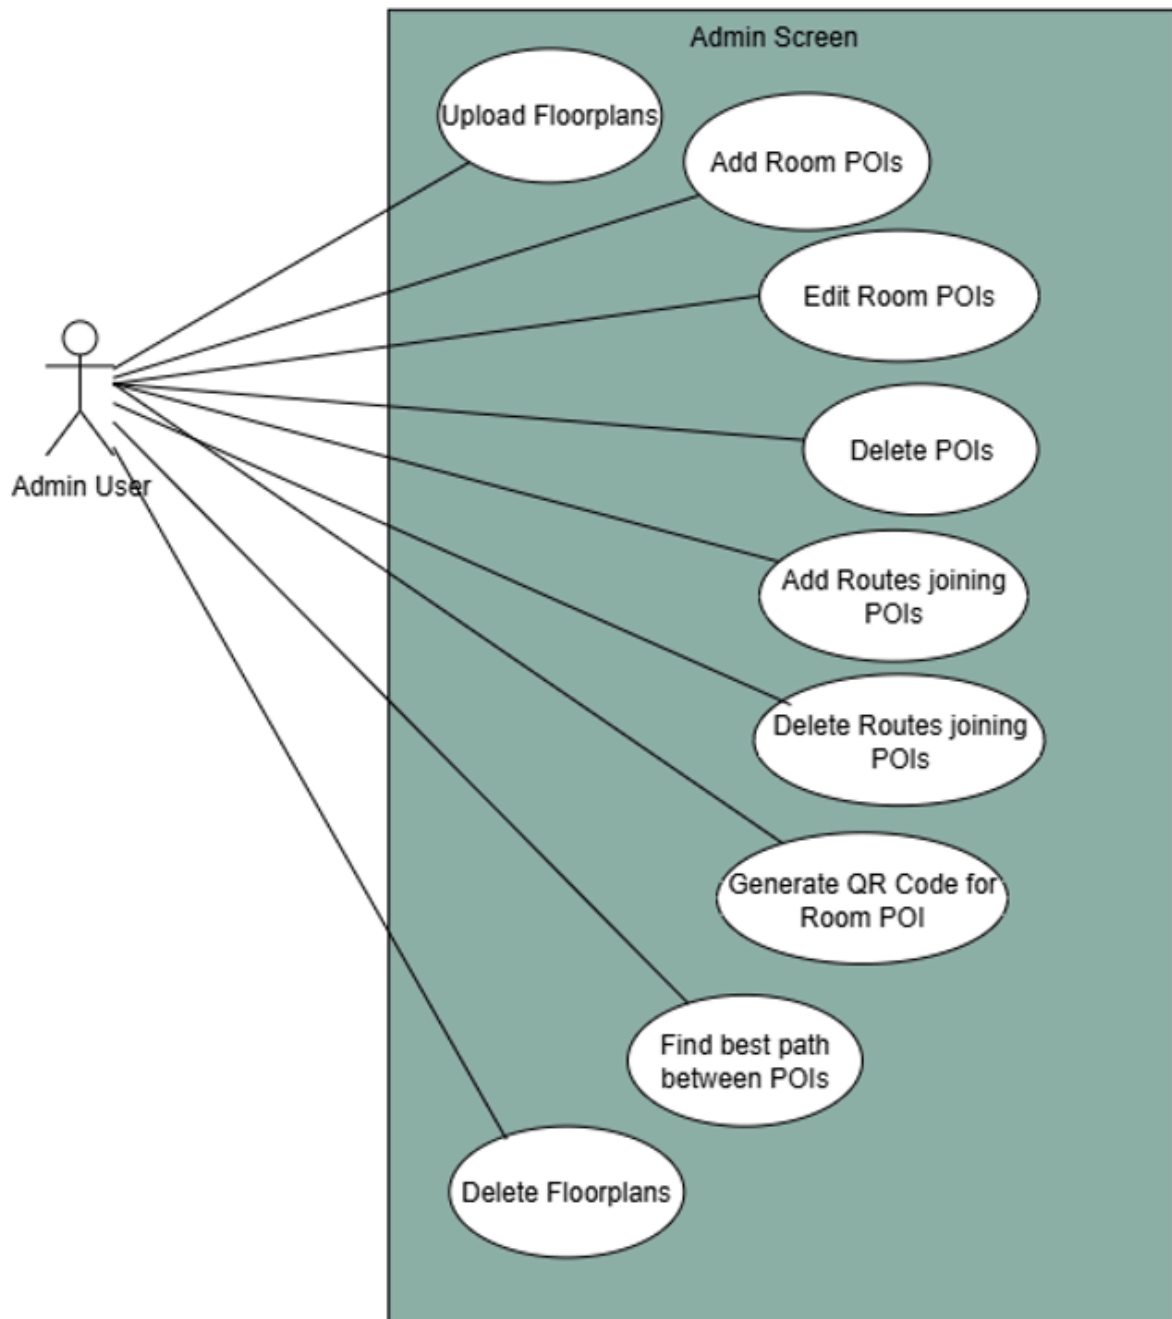 Admin Screen
Upload Floorplans
Add Room POIs
Edit Room POIs
Delete POIs
Admin User
Add Routes joining
POIs
Delete Routes joining
POIs
Generate QR Code for
Room POI
Find best path
between POIs
Delete Floorplans